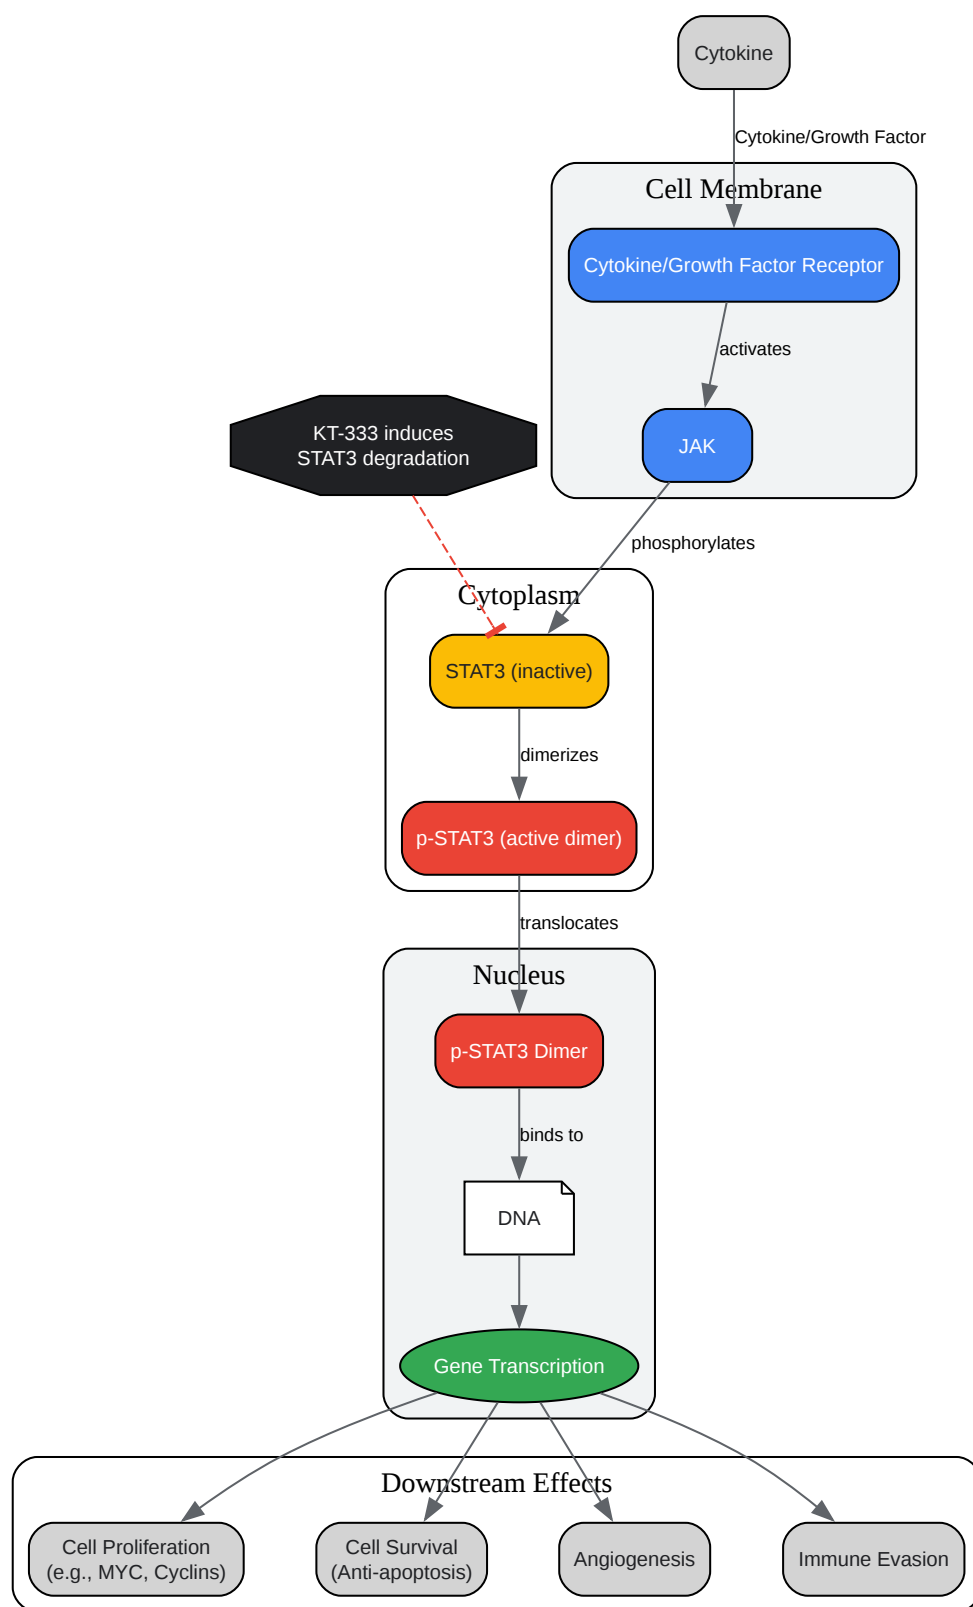 Cytokine
Cytokine/Growth Factor
Cell Membrane
Cytokine/Growth Factor Receptor
activates
KT-333 induces
STAT3 degradation
JAK
phosphorylates
Cytoplasm
STAT3 (inactive)
dimerizes
p-STAT3 (active dimer)
translocates
Nucleus
p-STAT3 Dimer
binds to
DNA
Gene Transcription
Downstream Effects
Cell Proliferation
(e.g., MYC, Cyclins)
Cell Survival
(Anti-apoptosis)
Angiogenesis
Immune Evasion